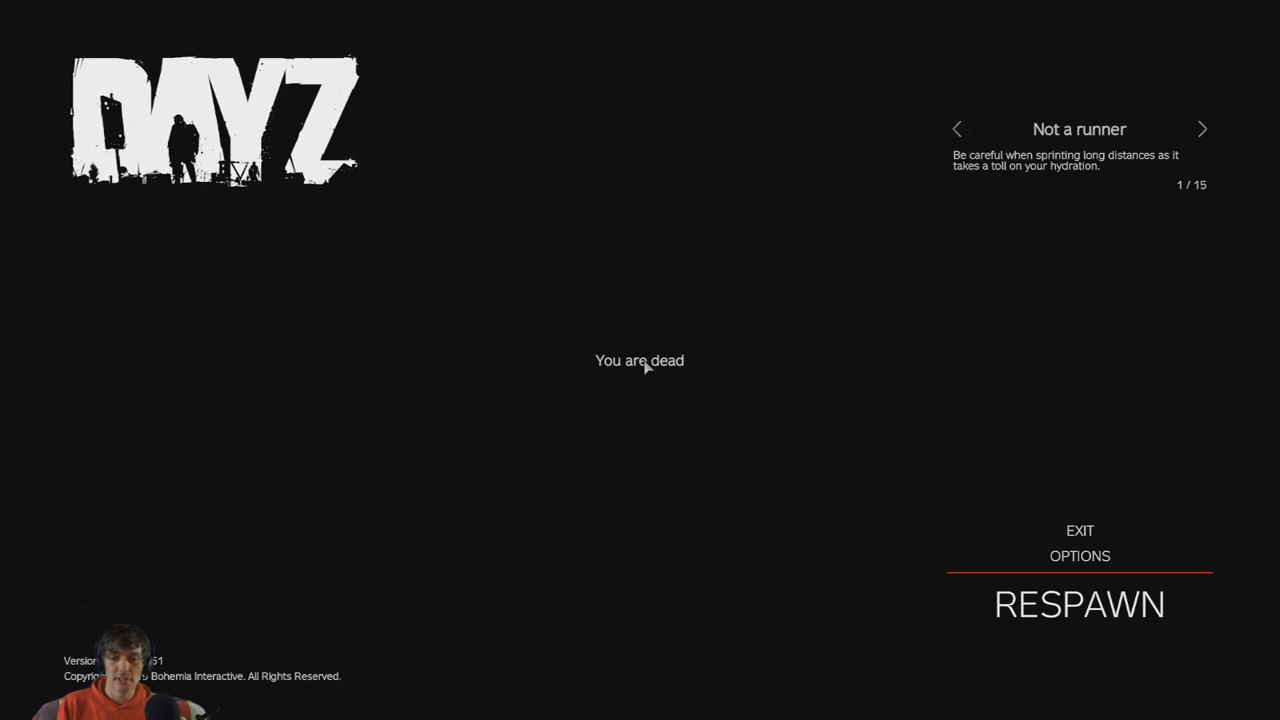 DAYZ
Not a runner
Be careful when sprinting long distances as it
takes a toll on your hydration.
1 / 15
You are dead
EXIT
OPTIONS
RESPAWN
51
Bohemia Interactive. All Rights Reserved.